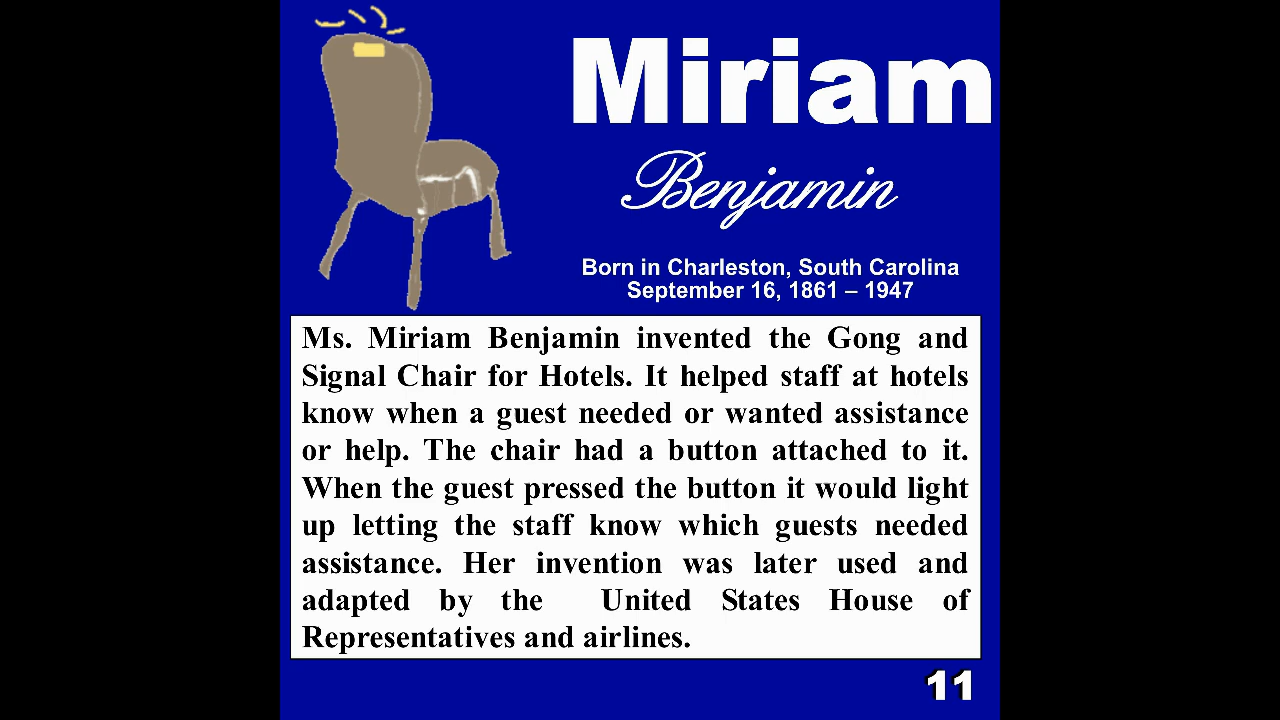 Miriam
Benjamin
Born in Charleston, South Carolina
September 16, 1861 – 1947
Ms. Miriam Benjamin invented the Gong and
Signal Chair for Hotels. It helped staff at hotels
know when a guest needed or wanted assistance
or help. The chair had a button attached to it.
When the guest pressed the button it would light
up letting the staff know which guests needed
assistance. Her invention was later used and
adapted by the United States House of
Representatives and airlines.
11